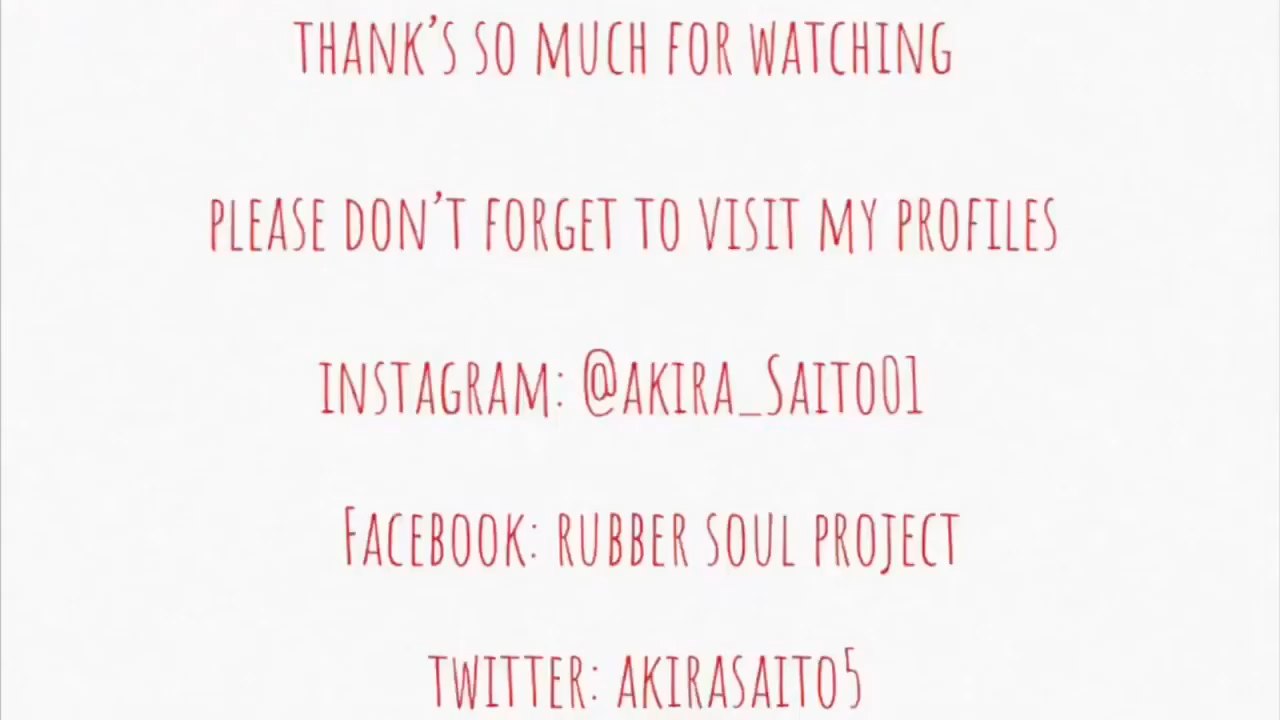 THANK'S SO MUCH FOR WATCHING
PLEASE DON'T FORGET TO VISIT MY PROFILES
INSTAGRAM: @AKIRA_SAITO01
FACEBOOK: RUBBER SOUL PROJECT
TWITTER: AKIRASAITO5